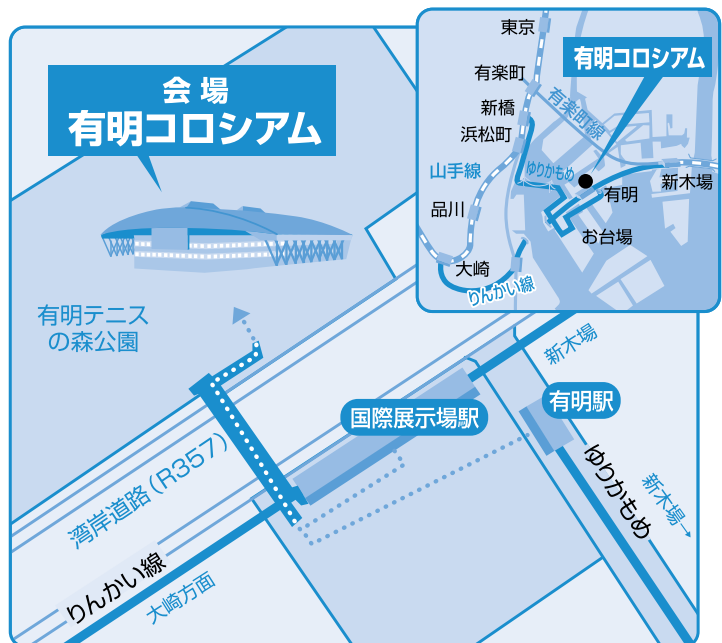 会場
有明コロシアム
有明テニス
の森公園
湾岸道路(R357)
りんかい線
大崎方面
国際展示場駅
新木場
有明駅
ゆりかもめ
新木場→
東京
有楽町
新橋
浜松町
有楽町線
有明コロシアム
山手線
ゆりかもめ
新木場
有明
品川
お台場
大崎
りんかい線